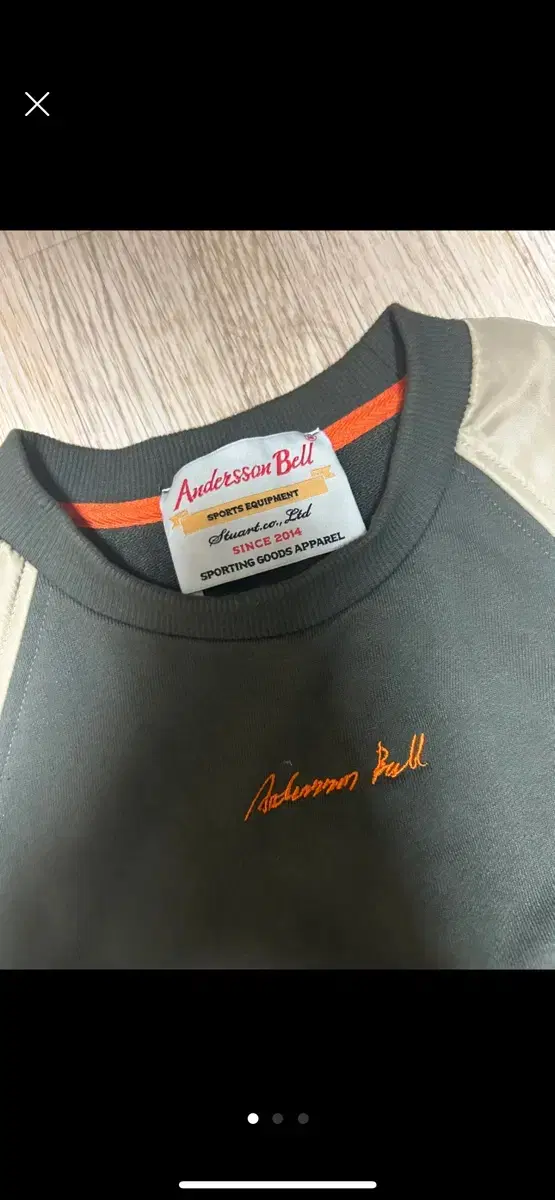 Andersson Bell
®
SPORTS EQUIPMENT
Stuart.co., Ltd
SINCE 2014
SPORTING GOODS APPAREL
Andersson Bell